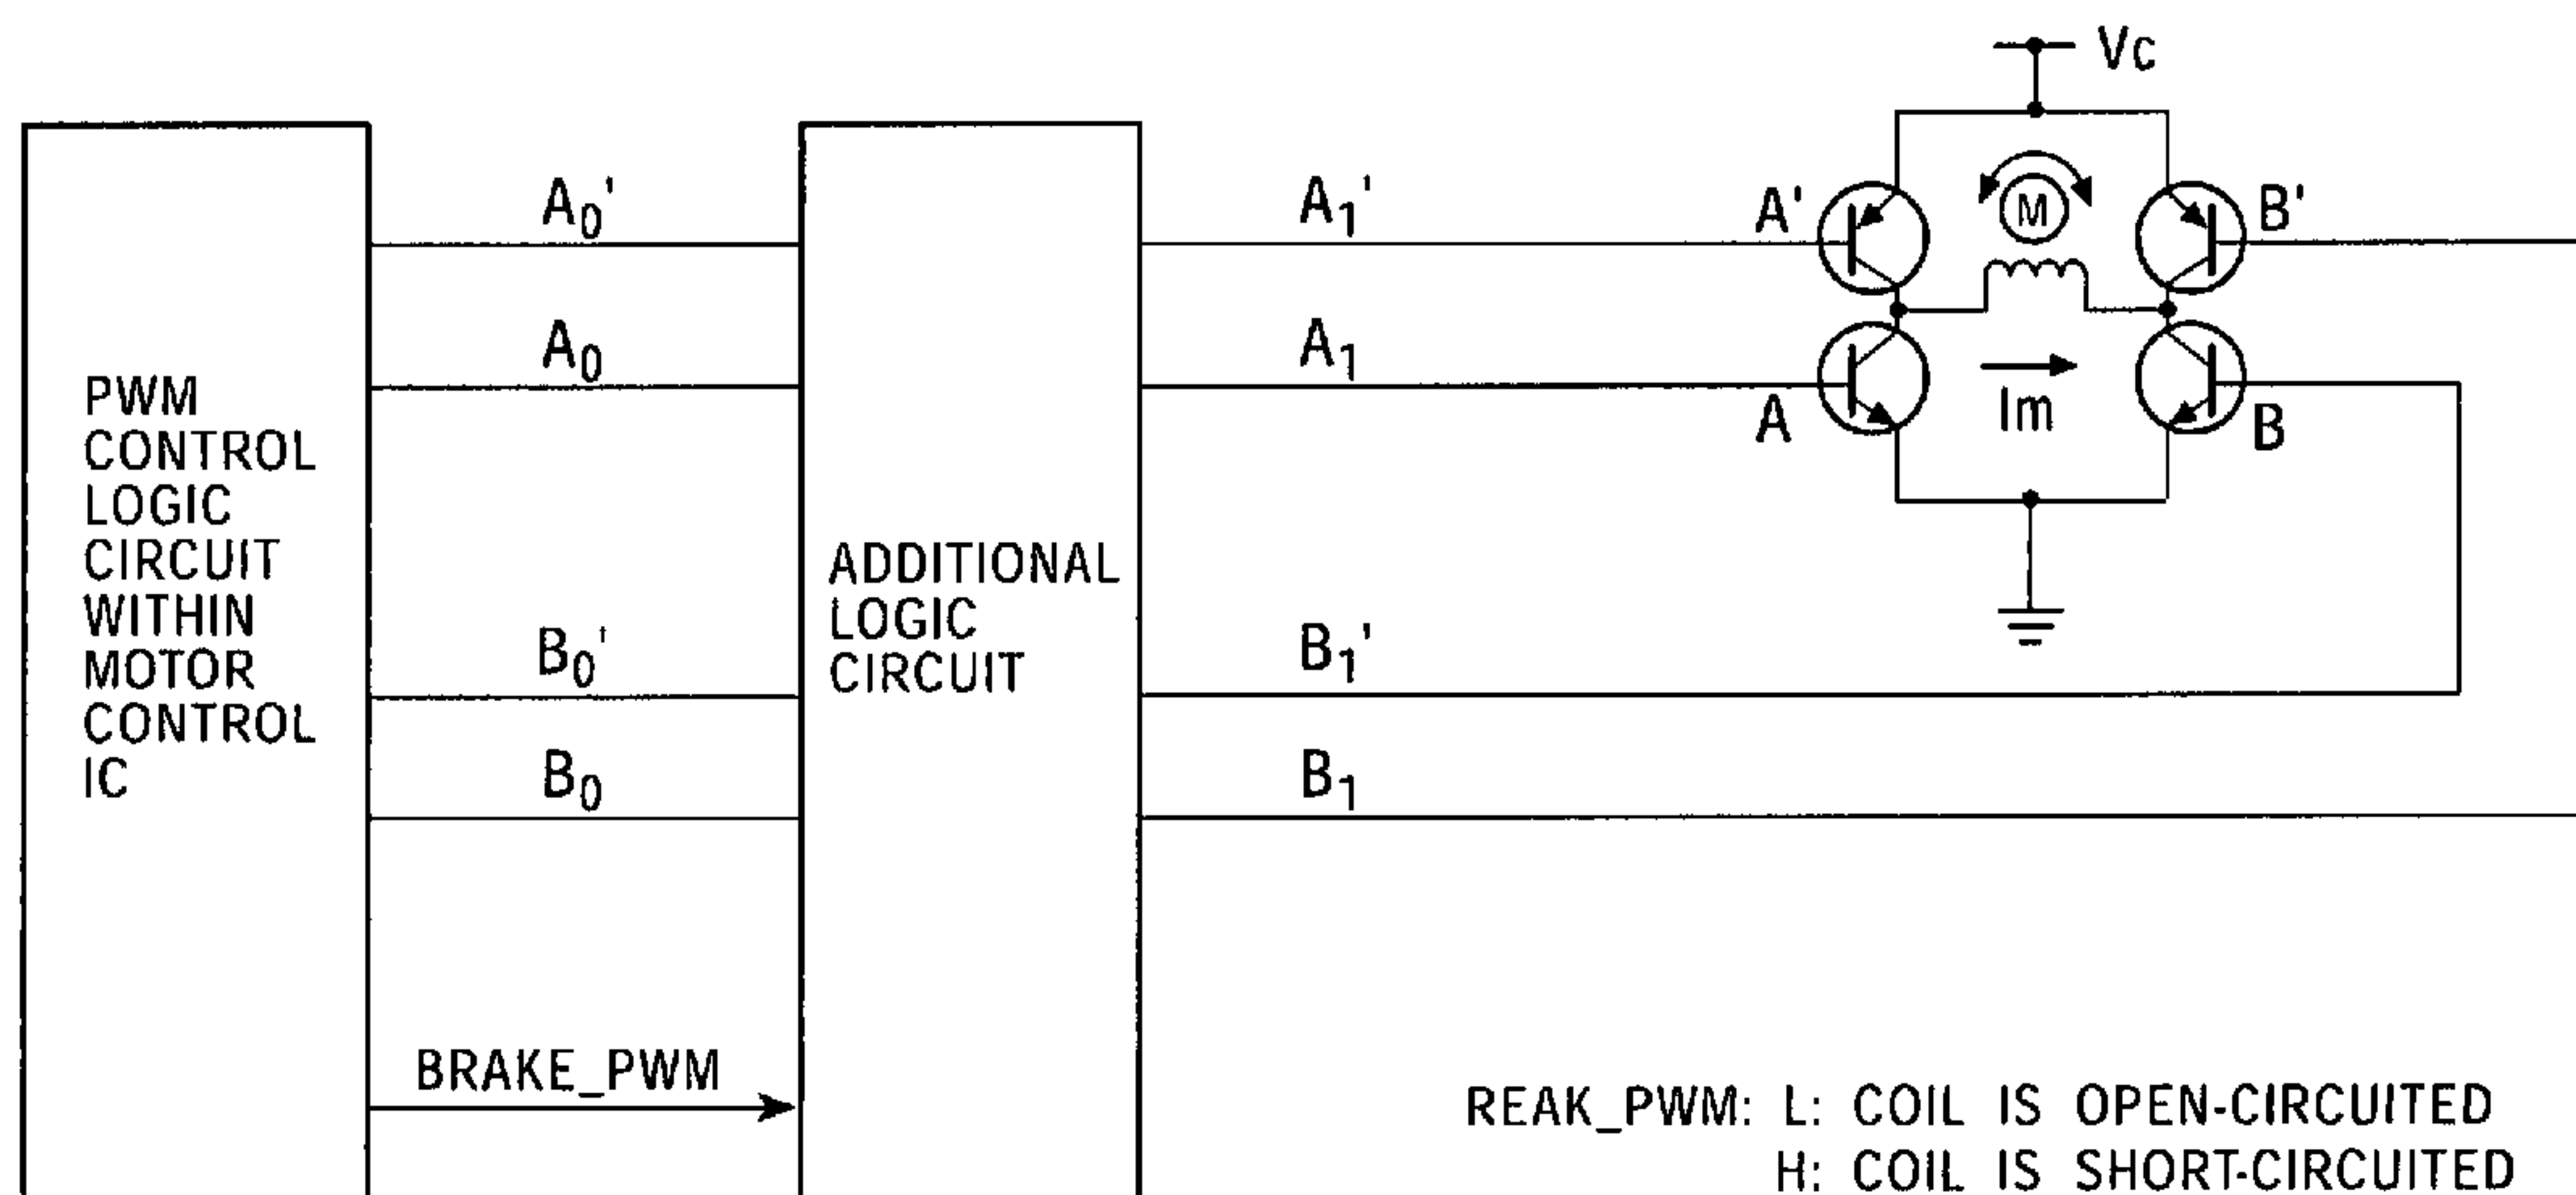 Vc
A0'
A1'
A'
M
B'
A0
A1
A
Im
B
PWM
CONTROL
LOGIC
CIRCUIT
WITHIN
MOTOR
CONTROL
IC
ADDITIONAL
LOGIC
CIRCUIT
B0'
B1'
B0
B1
BRAKE_PWM
REAK_PWM: L: COIL IS OPEN-CIRCUITED
H: COIL IS SHORT-CIRCUITED